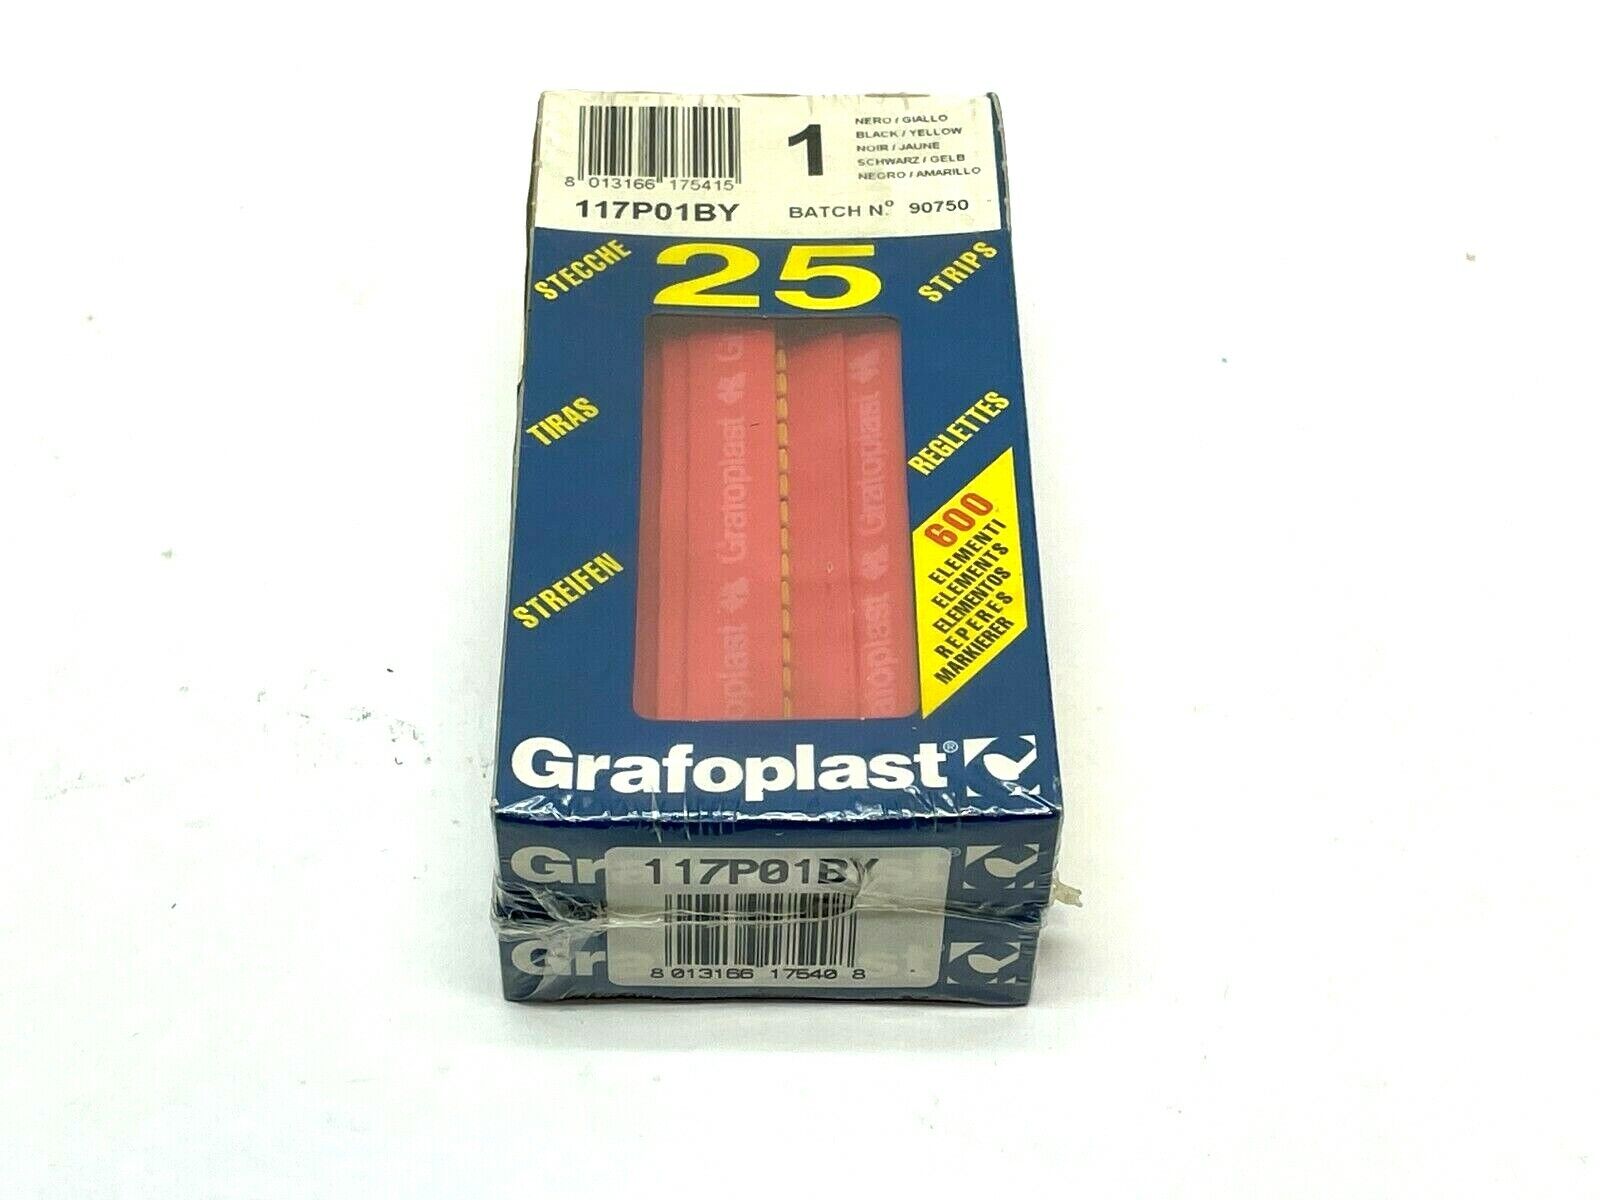 8 013166 175415
117P01BY
1
NERO / GIALLO
BLACK / YELLOW
NOIR / JAUNE
SCHWARZ / GELB
NEGRO / AMARILLO
BATCH N.º 90750
STECCHE
25
STRIPS
TIRAS
REGLETTES
STREIFEN
600
ELEMENTI
ELEMENTS
ELEMENTOS
REPERES
MARKIERER
Grafoplast
Grafoplast
Grafoplast
Grafoplast®
117P01BY
8 013166 17540 8